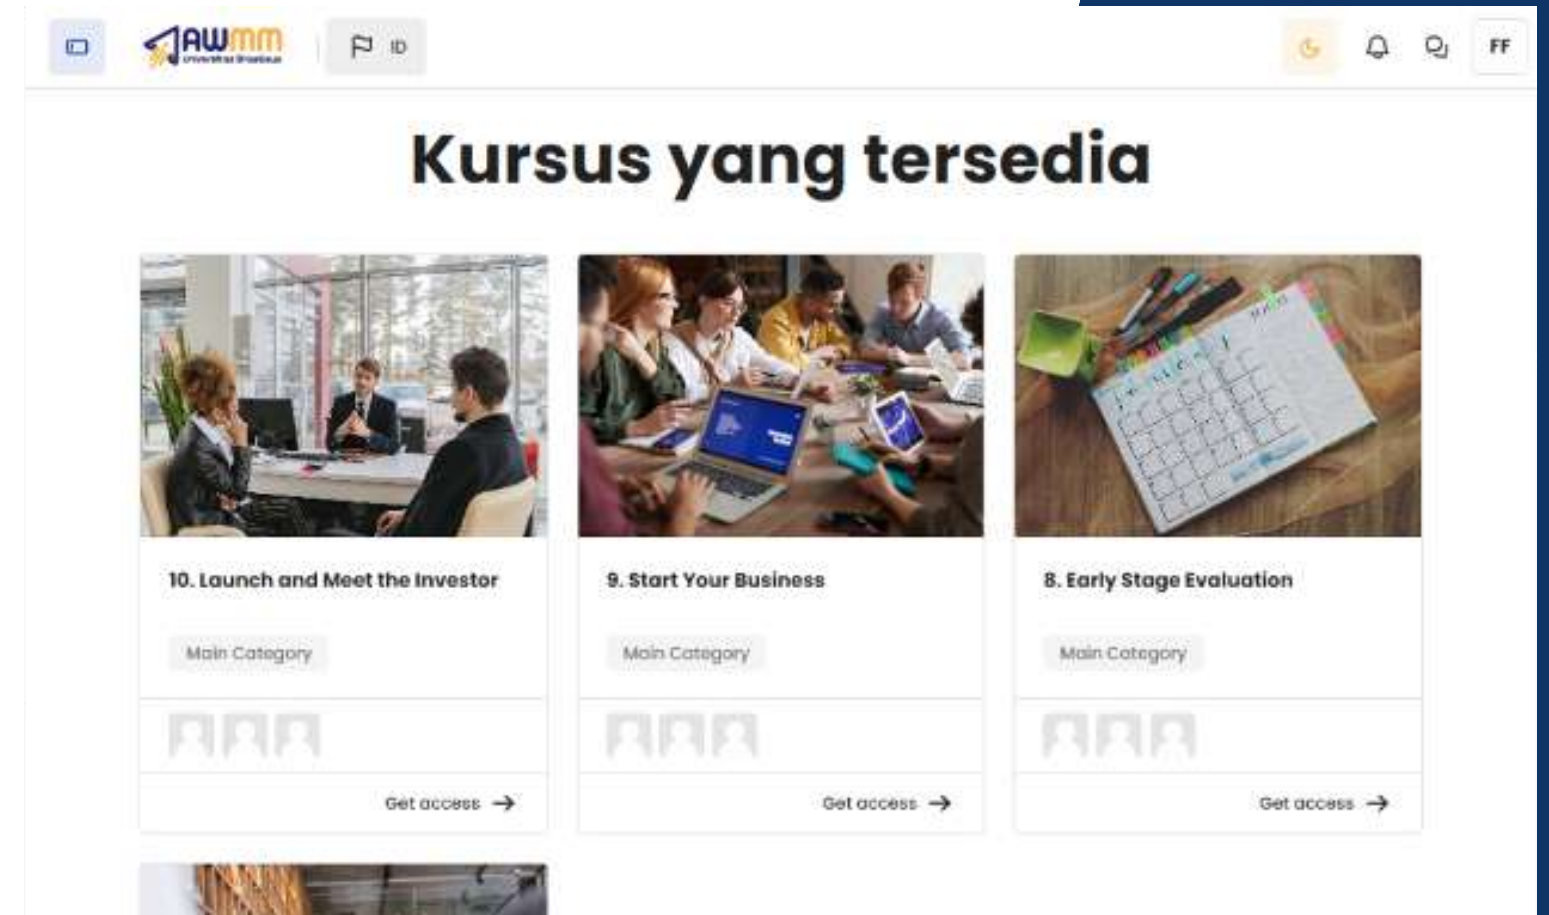 AWMM
ID
FF
Kursus yang tersedia
10. Launch and Meet the Investor
Main Category
Get access
9. Start Your Business
Main Category
Get access
8. Early Stage Evaluation
Main Category
Get access